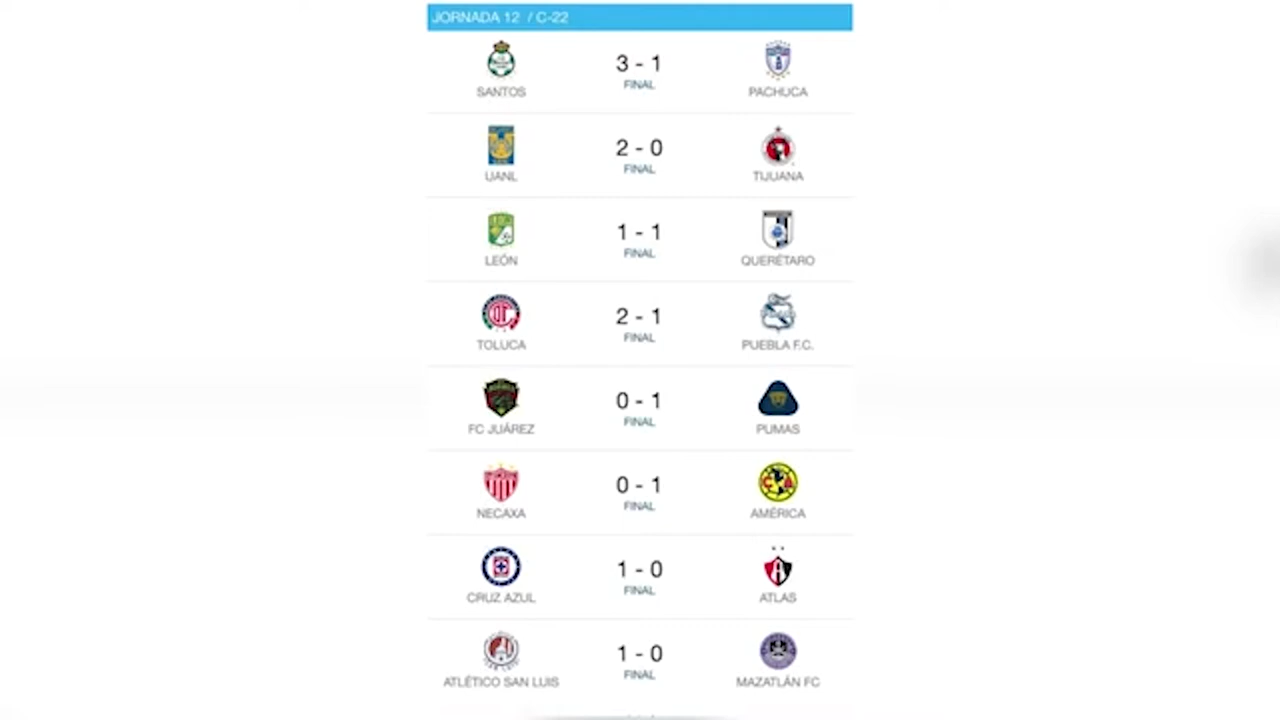 JORNADA 12 / C-22
3 - 1
FINAL
SANTOS
PACHUCA
2 - 0
FINAL
UANL
TIJUANA
1 - 1
FINAL
LEÓN
QUERÉTARO
2 - 1
FINAL
TOLUCA
PUEBLA F.C.
0 - 1
FINAL
FC JUÁREZ
PUMAS
0 - 1
FINAL
NECAXA
AMÉRICA
1 - 0
FINAL
CRUZ AZUL
ATLAS
1 - 0
FINAL
ATLÉTICO SAN LUIS
MAZATLÁN FC